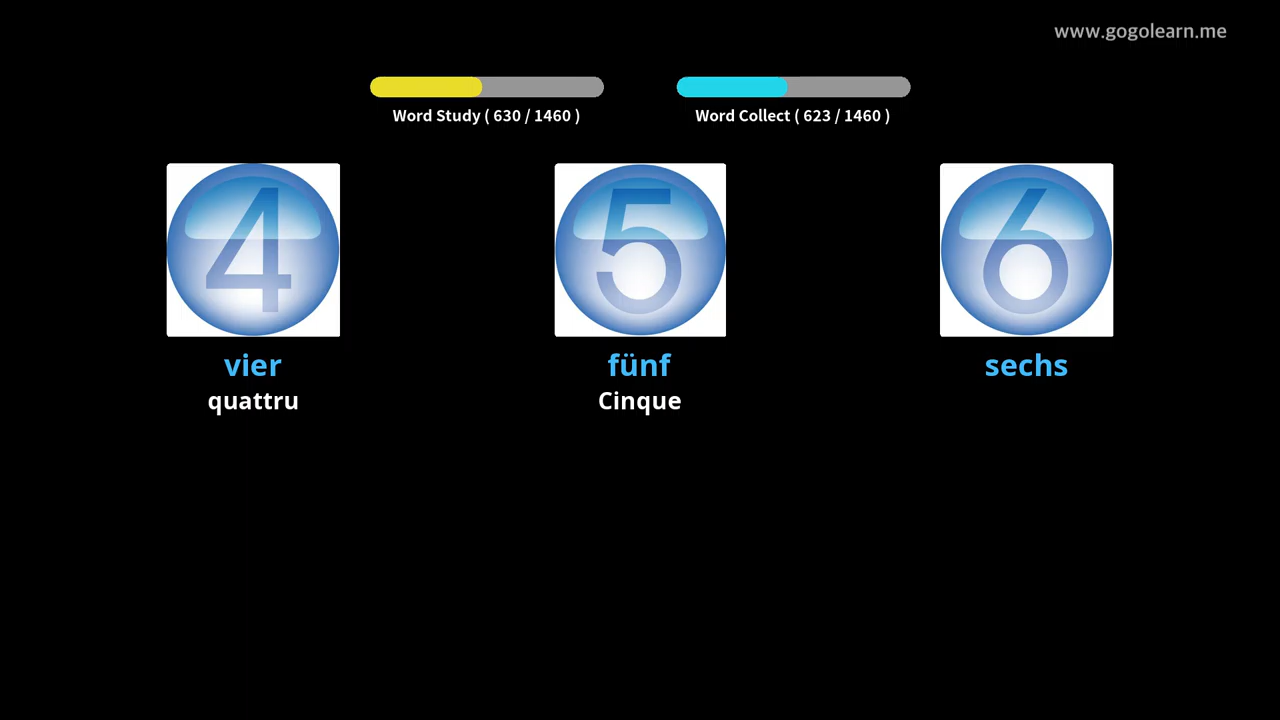 www.gogolearn.me
Word Study ( 630 / 1460 )
Word Collect ( 623 / 1460 )
4
5
6
vier
fünf
sechs
quattru
Cinque